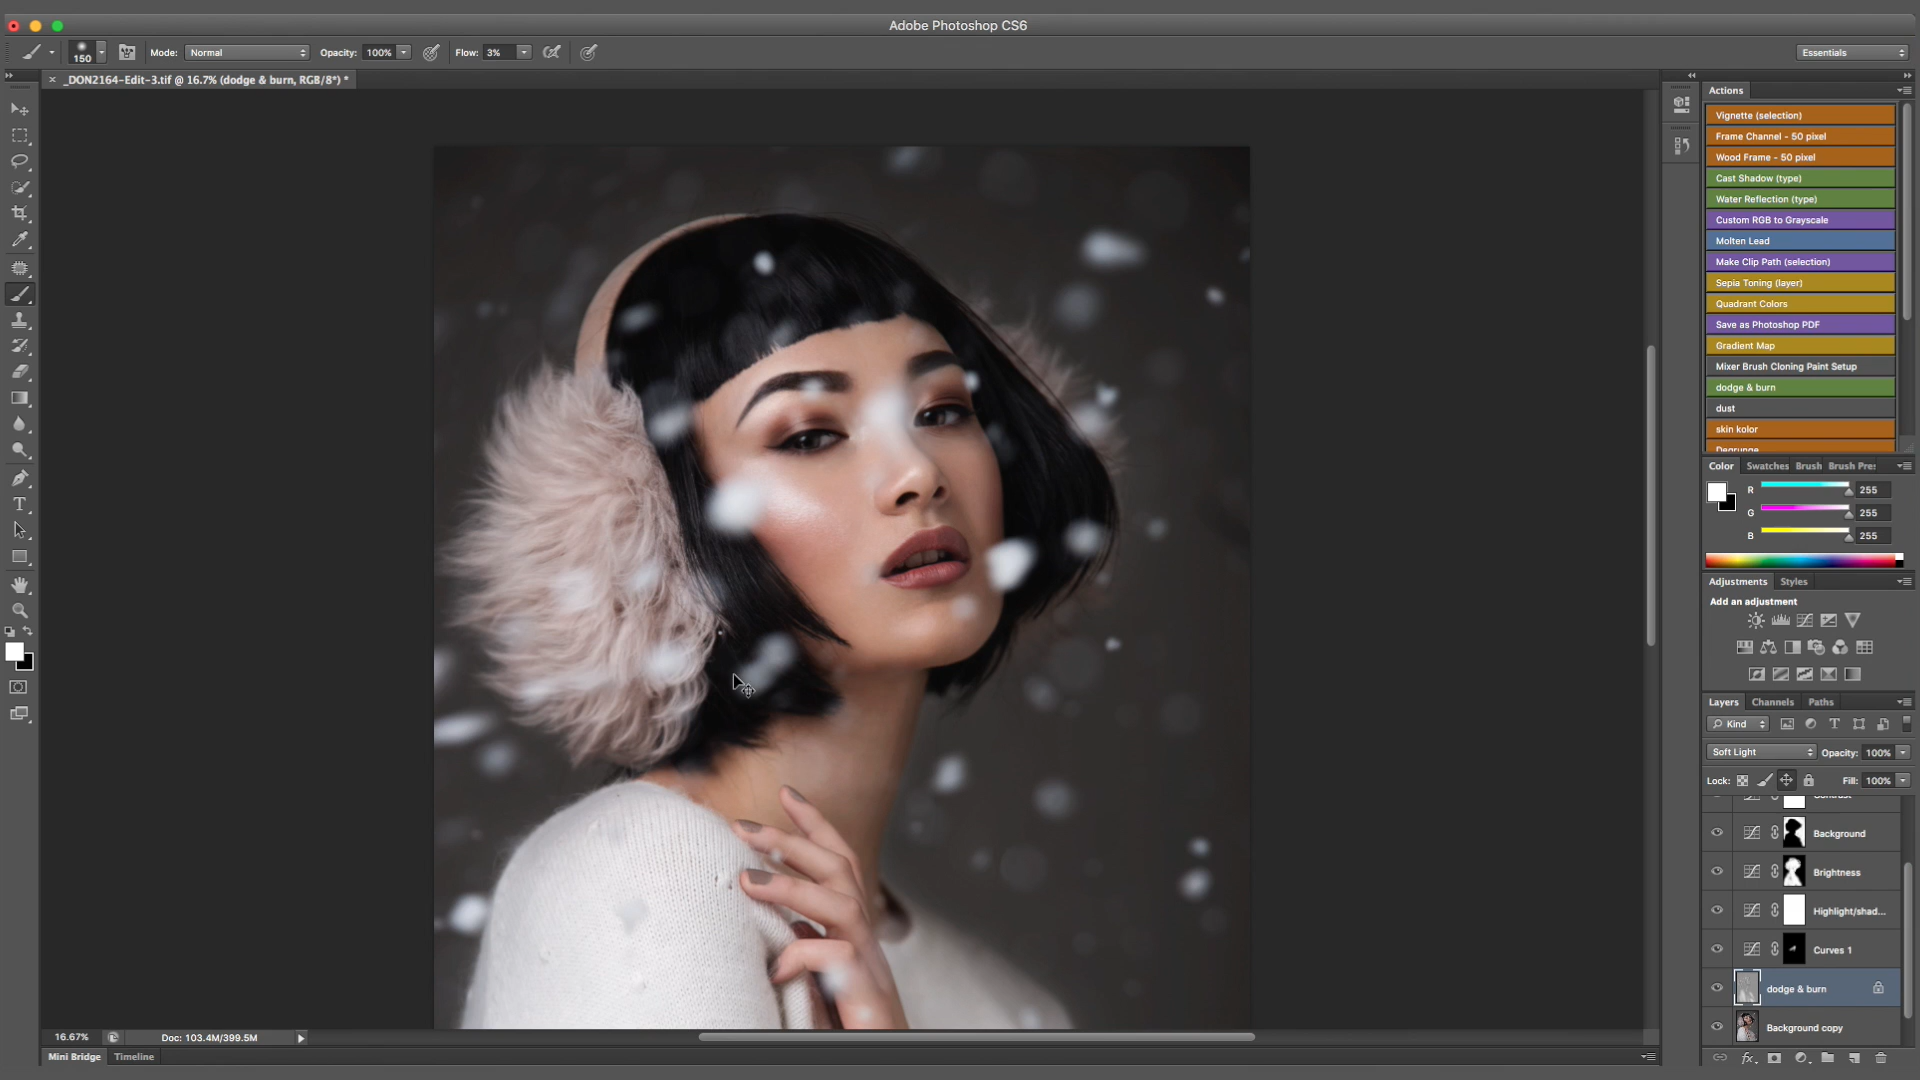 Adobe Photoshop CS6
150
Mode: Normal
Opacity: 100%
Flow: 3%
Essentials
_DON2164-Edit-3.tif @ 16.7% (dodge & burn, RGB/8*) *
Actions
Vignette (selection)
Frame Channel - 50 pixel
Wood Frame - 50 pixel
Cast Shadow (type)
Water Reflection (type)
Custom RGB to Grayscale
Molten Lead
Make Clip Path (selection)
Sepia Toning (layer)
Quadrant Colors
Save as Photoshop PDF
Gradient Map
Mixer Brush Cloning Paint Setup
dodge & burn
dust
skin kolor
Degrunge
Color Swatches Brush Brush Pre:
R 255
G 255
B 255
Adjustments Styles
Add an adjustment
Layers Channels Paths
Kind
Soft Light Opacity: 100%
Lock: Fill: 100%
Contrast
Background
Brightness
Highlight/shad...
Curves 1
dodge & burn
Background copy
16.67% Doc: 103.4M/399.5M
Mini Bridge Timeline